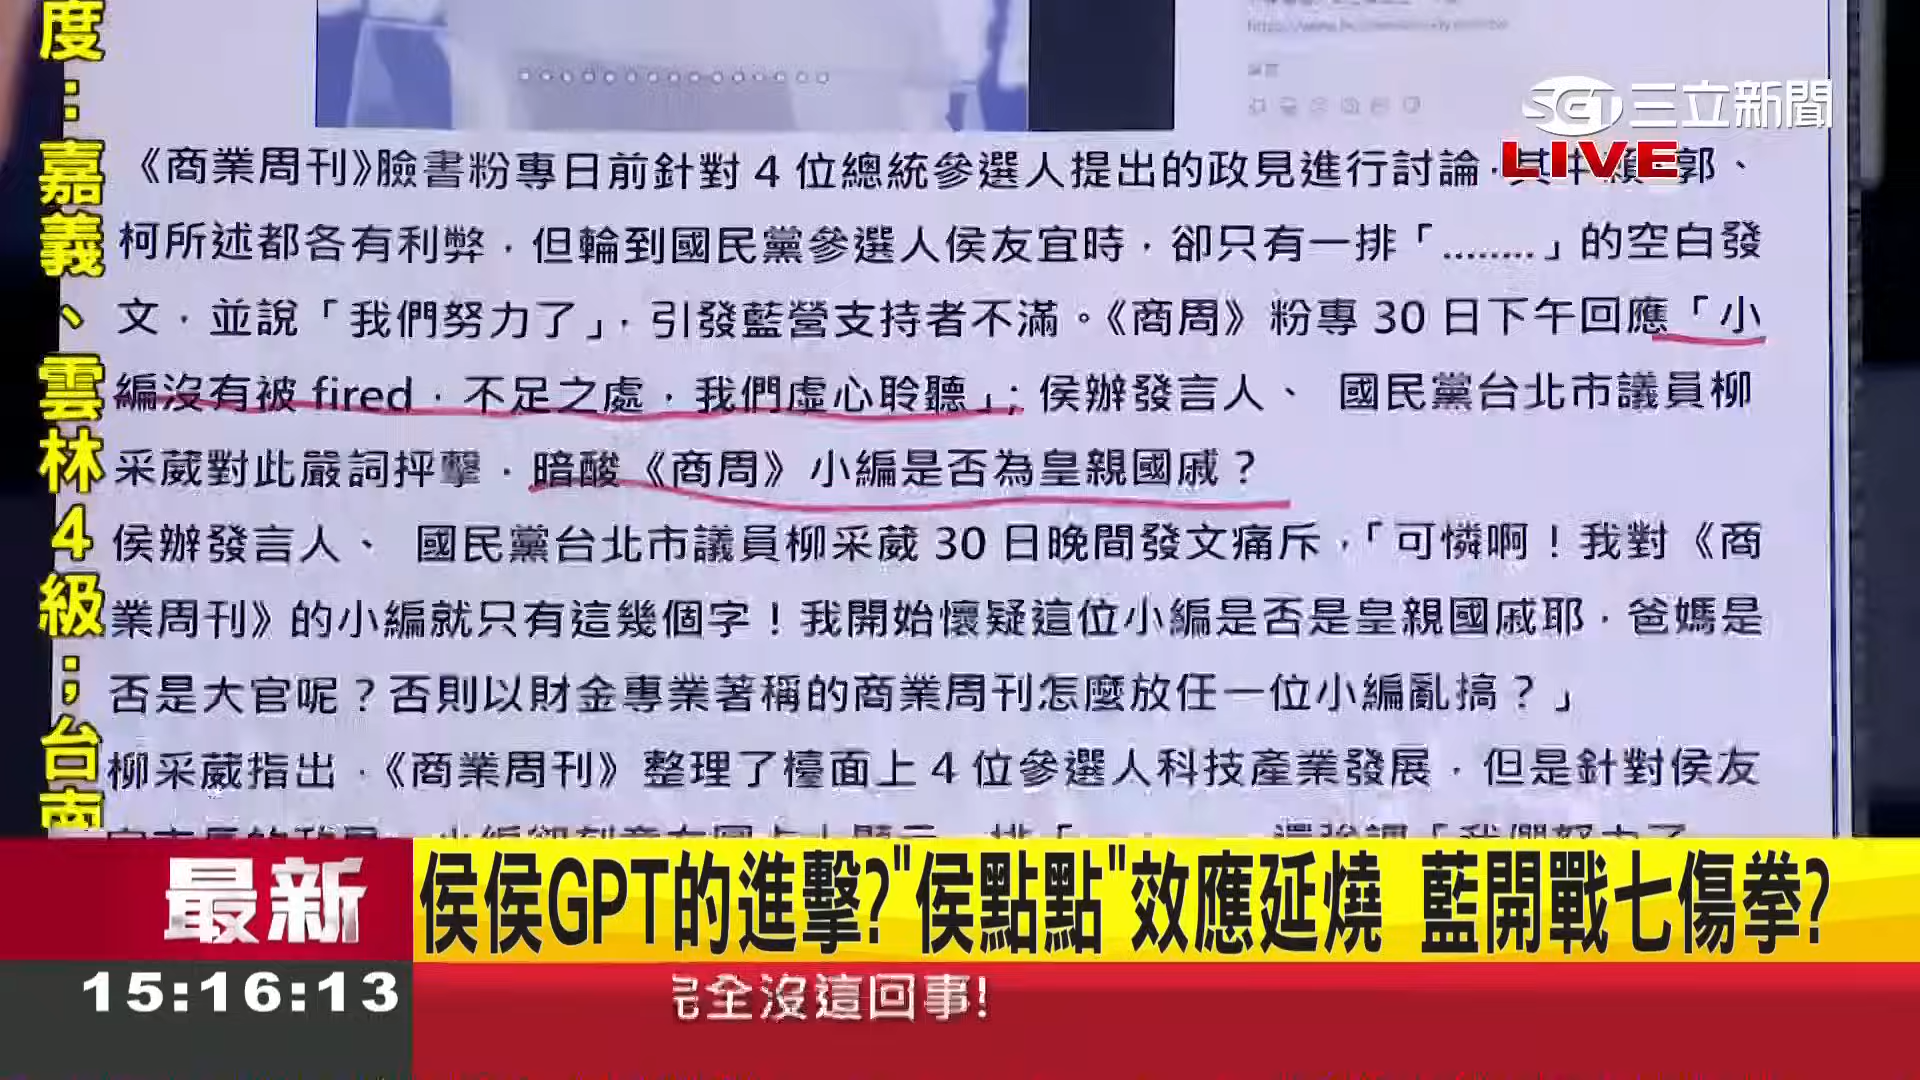 度：嘉義、雲林4級；台南
SET三立新聞
LIVE
《商業周刊》臉書粉專日前針對 4 位總統參選人提出的政見進行討論，其中賴、郭、
柯所述都各有利弊，但輪到國民黨參選人侯友宜時，卻只有一排「........」的空白發
文，並說「我們努力了」，引發藍營支持者不滿。《商周》粉專 30 日下午回應「小
編沒有被 fired，不足之處，我們虛心聆聽」；侯辦發言人、 國民黨台北市議員柳
采葳對此嚴詞抨擊，暗酸《商周》小編是否為皇親國戚？
侯辦發言人、 國民黨台北市議員柳采葳 30 日晚間發文痛斥，「可憐啊！我對《商
業周刊》的小編就只有這幾個字！我開始懷疑這位小編是否是皇親國戚耶，爸媽是
否是大官呢？否則以財金專業著稱的商業周刊怎麼放任一位小編亂搞？」
柳采葳指出，《商業周刊》整理了檯面上 4 位參選人科技產業發展，但是針對侯友
最新
侯侯GPT的進擊?"侯點點"效應延燒 藍開戰七傷拳?
15:16:13
完全沒這回事!